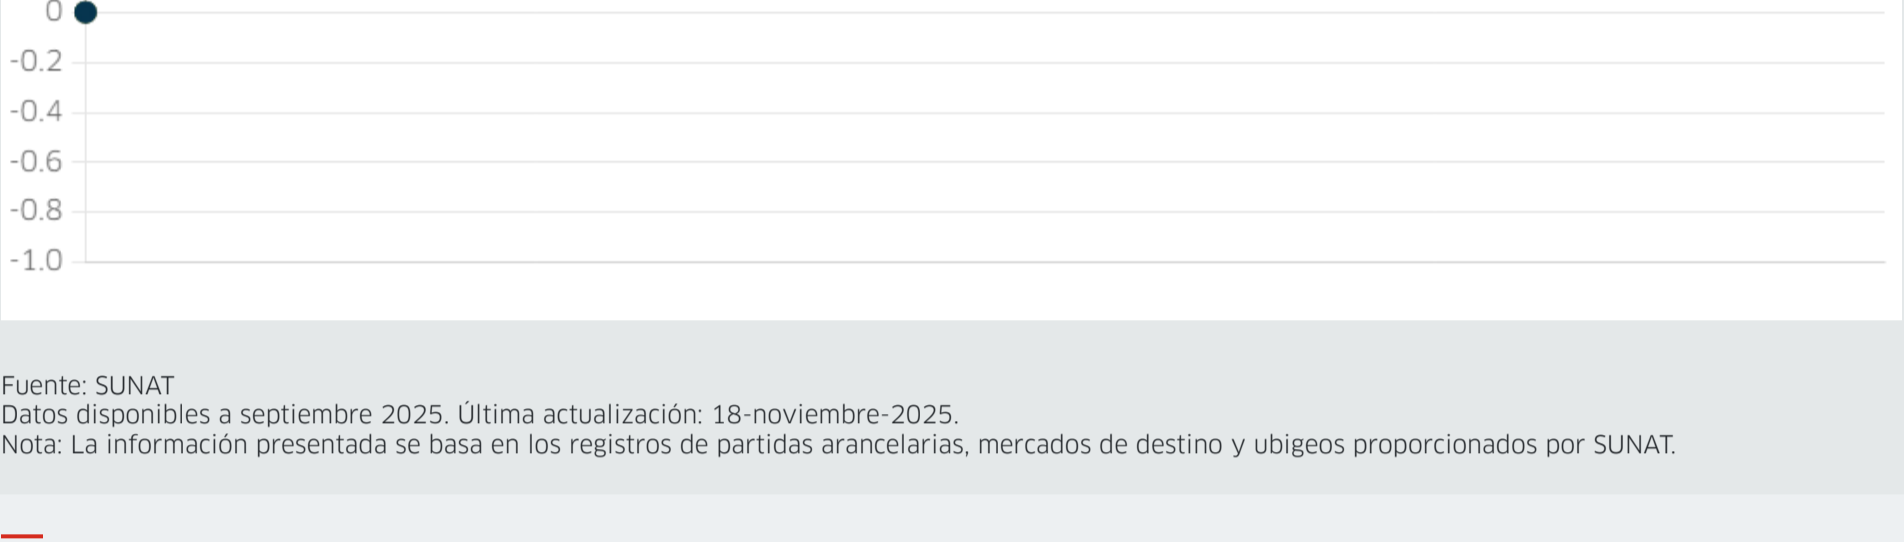 0
-0.2
-0.4
-0.6
-0.8
-1.0
Fuente: SUNAT
Datos disponibles a septiembre 2025. Última actualización: 18-noviembre-2025.
Nota: La información presentada se basa en los registros de partidas arancelarias, mercados de destino y ubigeos proporcionados por SUNAT.